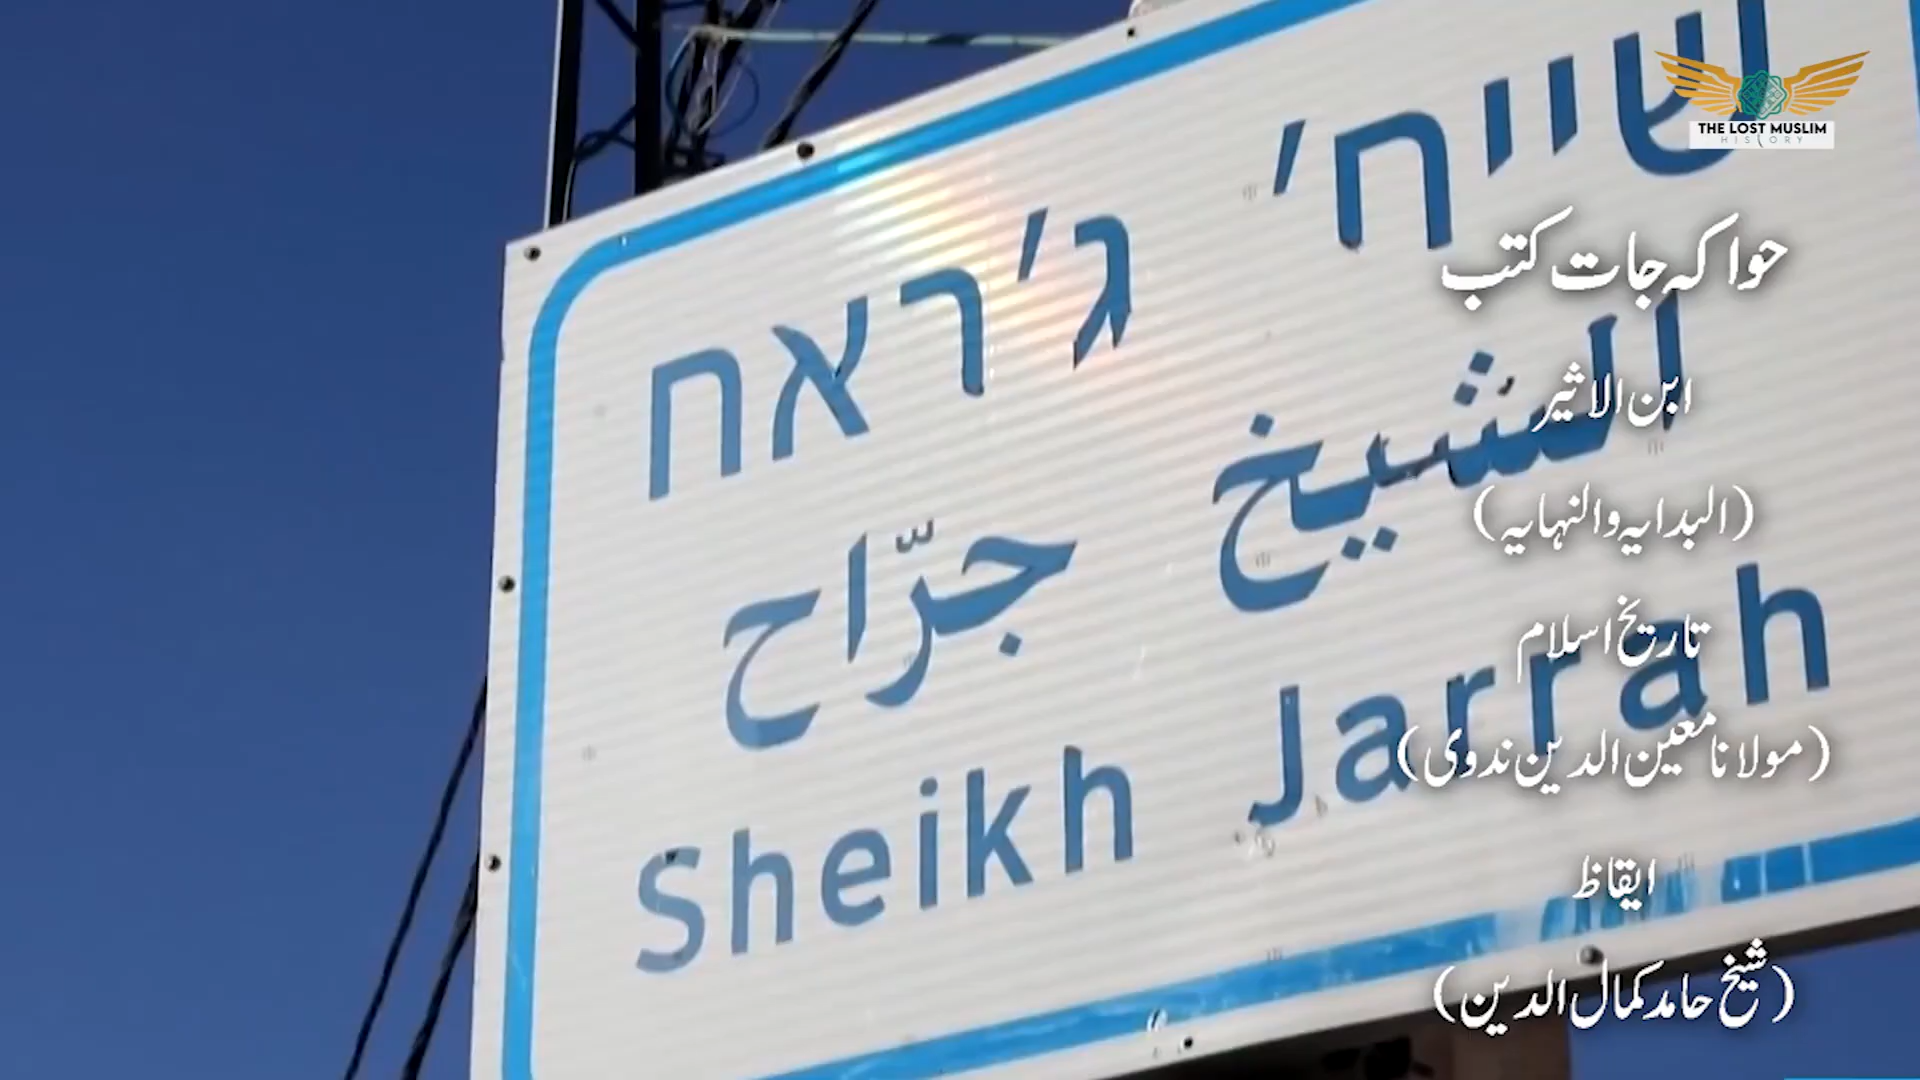 שייח' ג'ראח
الشيخ جرّاح
Sheikh Jarrah
THE LOST MUSLIM
HISTORY
حواکہ جات کتب
ابن الاثیر
(البدایہ والنہایہ)
تاریخ اسلام
(مولانا معین الدین ندوی)
ایقاظ
(شیخ حامد کمال الدین)